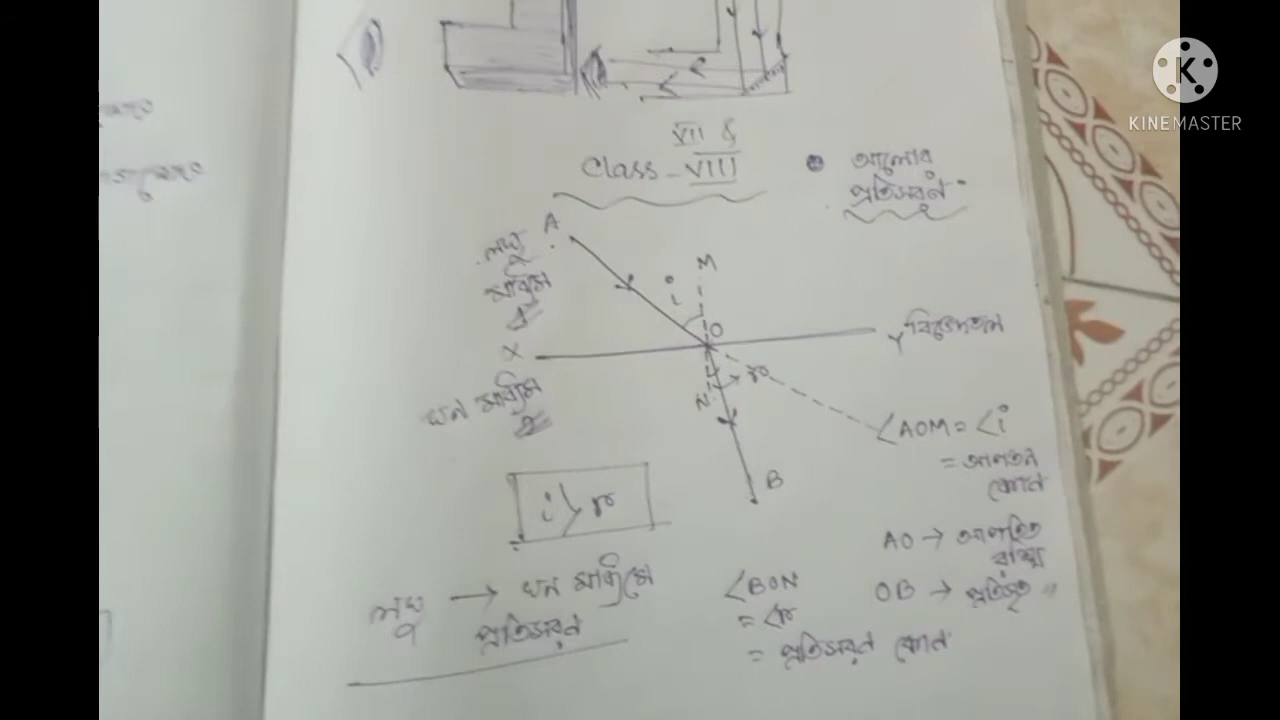 K
KINEMASTER
VII &
Class - VIII
আলোর
প্রতিসরণ
A
লঘু
মাধ্যম
i
M
O
X
Y বিভেদতল
ঘন মাধ্যম
r
N
B
∠AOM = ∠i
= আপতন
কোন
i > r
AO → আপতিত
রশ্মি
OB → প্রতিসৃত "
লঘু → ঘন মাধ্যমে
প্রতিসরণ
∠BON
= ∠r
= প্রতিসরণ কোন